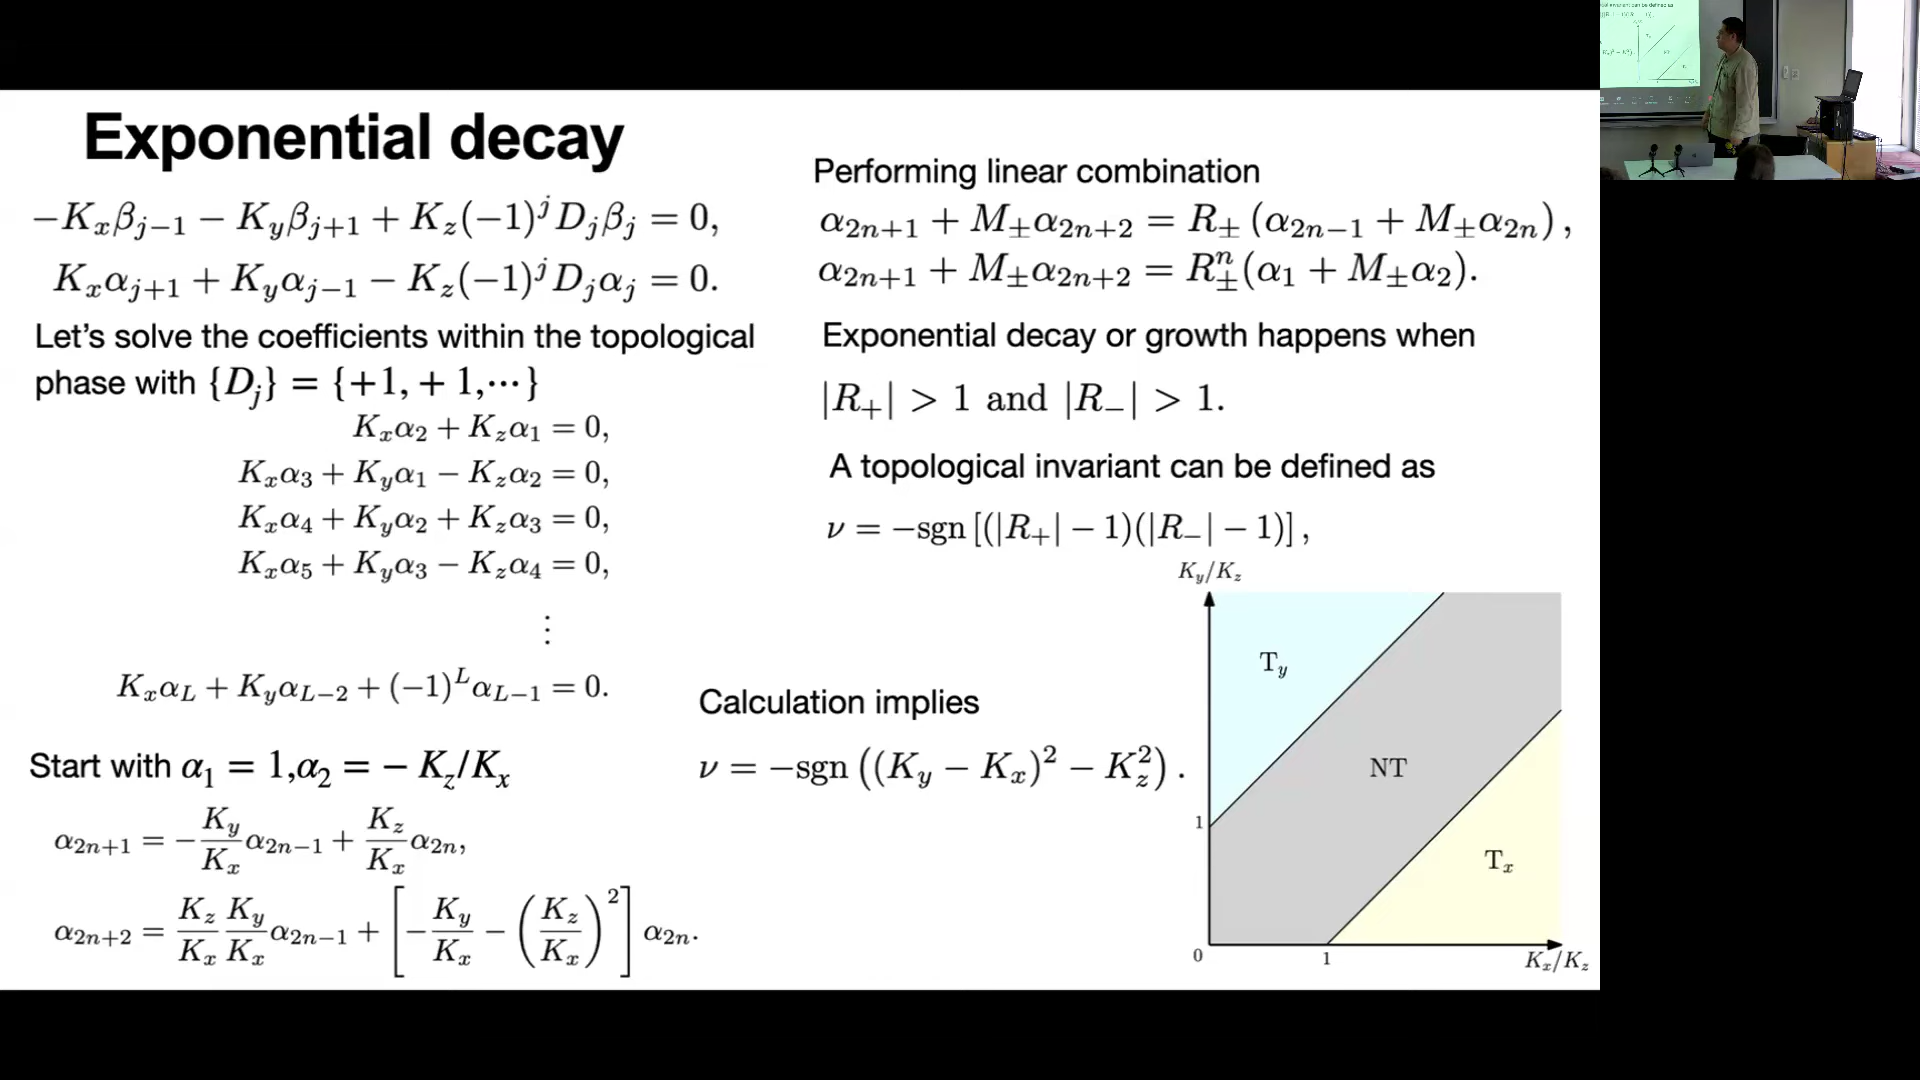 Exponential decay
−K_xβ_{j−1} − K_yβ_{j+1} + K_z(−1)^j D_jβ_j = 0,
K_xα_{j+1} + K_yα_{j−1} − K_z(−1)^j D_jα_j = 0.
Let's solve the coefficients within the topological
phase with {D_j} = {+1, + 1,⋯}
K_xα_2 + K_zα_1 = 0,
K_xα_3 + K_yα_1 − K_zα_2 = 0,
K_xα_4 + K_yα_2 + K_zα_3 = 0,
K_xα_5 + K_yα_3 − K_zα_4 = 0,
⋮
K_xα_L + K_yα_{L−2} + (−1)^L α_{L−1} = 0.
Start with α_1 = 1,α_2 = − K_z/K_x
α_{2n+1} = −\frac{K_y}{K_x}α_{2n−1} + \frac{K_z}{K_x}α_{2n},
α_{2n+2} = \frac{K_z}{K_x}\frac{K_y}{K_x}α_{2n−1} + [−\frac{K_y}{K_x} − (\frac{K_z}{K_x})^2] α_{2n}.
Performing linear combination
α_{2n+1} + M_±α_{2n+2} = R_± (α_{2n−1} + M_±α_{2n}),
α_{2n+1} + M_±α_{2n+2} = R_±^n(α_1 + M_±α_2).
Exponential decay or growth happens when
|R_+| > 1 and |R_−| > 1.
A topological invariant can be defined as
ν = −sgn [(|R_+| − 1)(|R_−| − 1)],
Calculation implies
ν = −sgn ((K_y − K_x)^2 − K_z^2).
K_y/K_z
T_y
NT
1
T_x
0
1
K_x/K_z